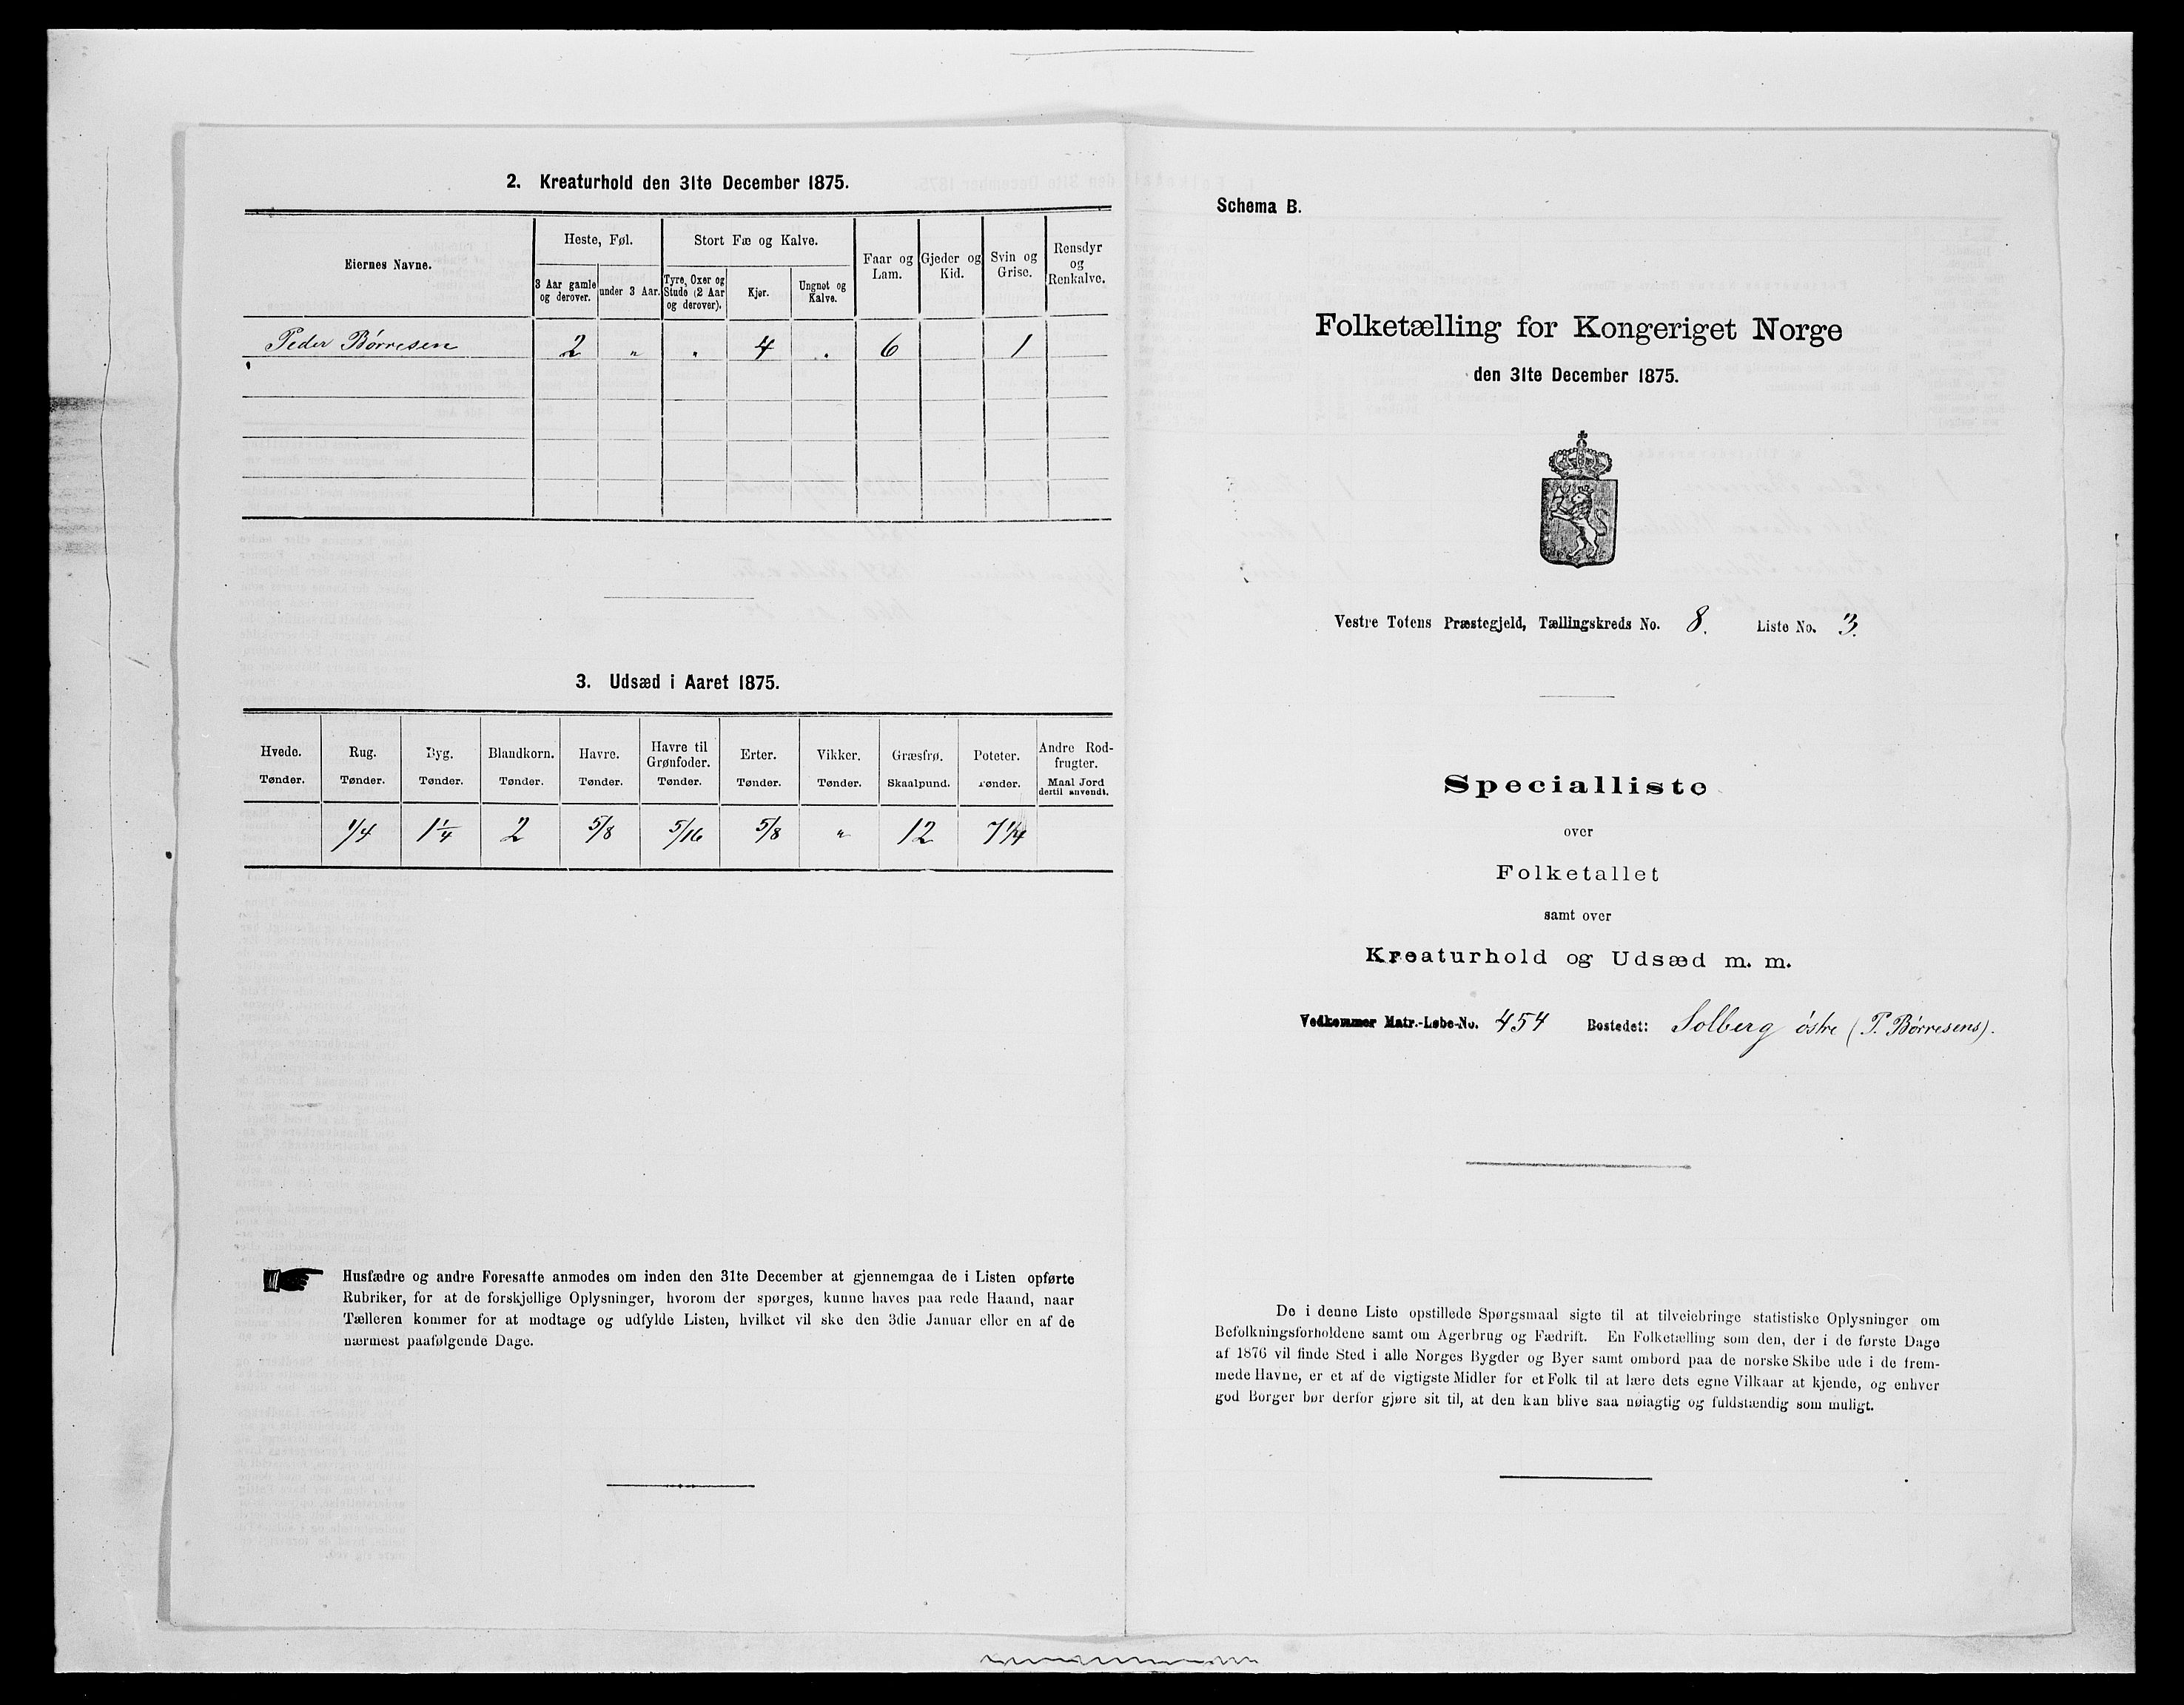 2. Kreaturhold den 31te December 1875.
Eiernes Navne.
Heste, Føl.
Stort Fæ og Kalve.
3 Aar gamle og derover.
under 3 Aar.
Tyre, Oxer og Stude (2 Aar og derover).
Kjør.
Ungnøt og Kalve.
Faar og Lam.
Gjeder og Kid.
Svin og Grise.
Rensdyr og Renkalve.
Peder Børresen 2 " " 4 " 6 1
3. Udsæd i Aaret 1875.
Hvede. Rug. Byg. Blandkorn. Havre. Havre til Grønfoder. Erter. Vikker. Græsfrø. Poteter. Andre Rodfrugter.
Tønder. Tønder. Tønder. Tønder. Tønder. Tønder. Tønder. Tønder. Skaalpund. Tønder. Maal Jord dertil anvendt.
1/4 1 1/4 2 5/8 5/16 5/8 " 12 7 1/4
Husfædre og andre Foresatte anmodes om inden den 31te December at gjennemgaa de i Listen opførte
Rubriker, for at de forskjellige Oplysninger, hvorom der spørges, kunne haves paa rede Haand, naar
Tælleren kommer for at modtage og udfylde Listen, hvilket vil ske den 3die Januar eller en af de
nærmest paafølgende Dage.
Schema B.
Folketælling for Kongeriget Norge
den 31te December 1875.
Vestre Totens Præstegjeld, Tællingskreds No. 8. Liste No. 3.
Specialliste
over
Folketallet
samt over
Kreaturhold og Udsæd m. m.
Vedkommer Matr.-Løbe-No. 454 Bostedet: Solberg östre (P. Børresens).
De i denne Liste opstillede Spørgsmaal sigte til at tilveiebringe statistiske Oplysninger om
Befolkningsforholdene samt om Agerbrug og Fædrift. En Folketælling som den, der i de første Dage
af 1876 vil finde Sted i alle Norges Bygder og Byer samt ombord paa de norske Skibe ude i de frem-
mede Havne, er et af de vigtigste Midler for et Folk til at lære dets egne Vilkaar at kjende, og enhver
god Borger bør derfor gjøre sit til, at den kan blive saa nøiagtig og fuldstændig som muligt.